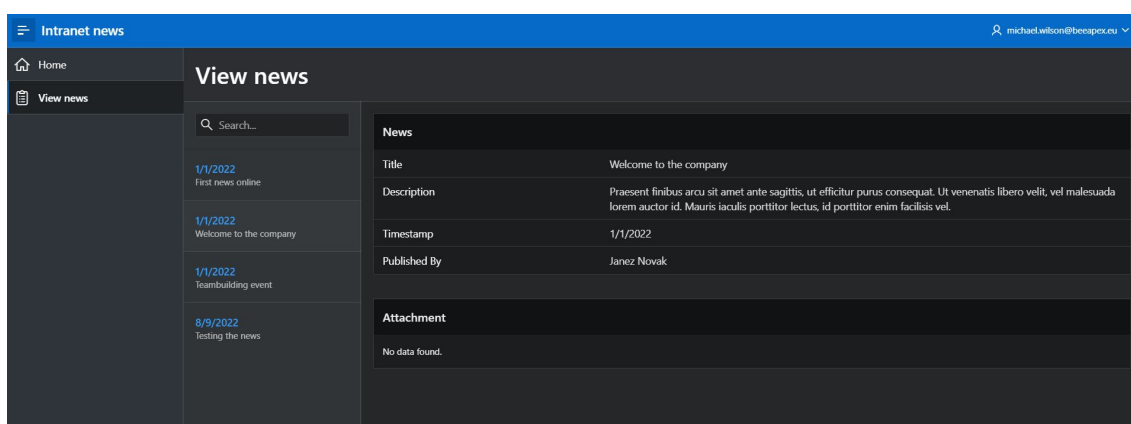 Intranet news
michael.wilson@beeapex.eu
Home
View news
View news
Search...
1/1/2022
First news online
1/1/2022
Welcome to the company
1/1/2022
Teambuilding event
8/9/2022
Testing the news
News
Title Welcome to the company
Description Praesent finibus arcu sit amet ante sagittis, ut efficitur purus consequat. Ut venenatis libero velit, vel malesuada
lorem auctor id. Mauris iaculis porttitor lectus, id porttitor enim facilisis vel.
Timestamp 1/1/2022
Published By Janez Novak
Attachment
No data found.